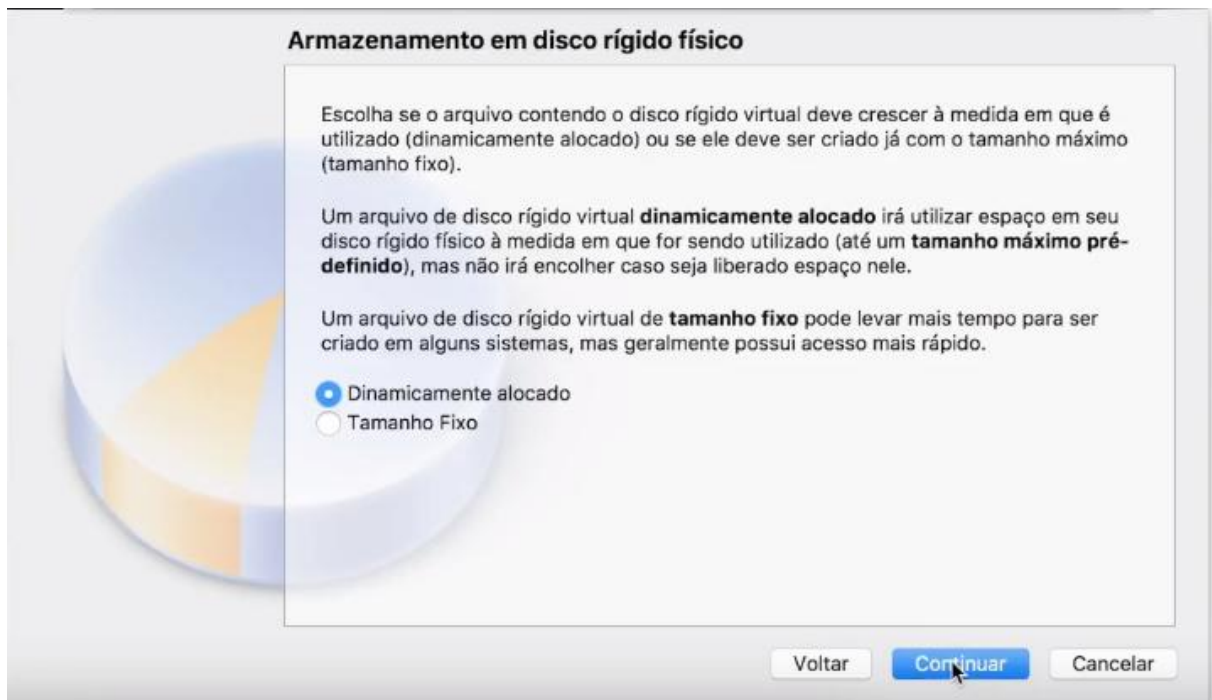 Armazenamento em disco rígido físico
Escolha se o arquivo contendo o disco rígido virtual deve crescer à medida em que é
utilizado (dinamicamente alocado) ou se ele deve ser criado já com o tamanho máximo
(tamanho fixo).
Um arquivo de disco rígido virtual dinamicamente alocado irá utilizar espaço em seu
disco rígido físico à medida em que for sendo utilizado (até um tamanho máximo pré-
definido), mas não irá encolher caso seja liberado espaço nele.
Um arquivo de disco rígido virtual de tamanho fixo pode levar mais tempo para ser
criado em alguns sistemas, mas geralmente possui acesso mais rápido.
Dinamicamente alocado
Tamanho Fixo
Voltar Continuar Cancelar